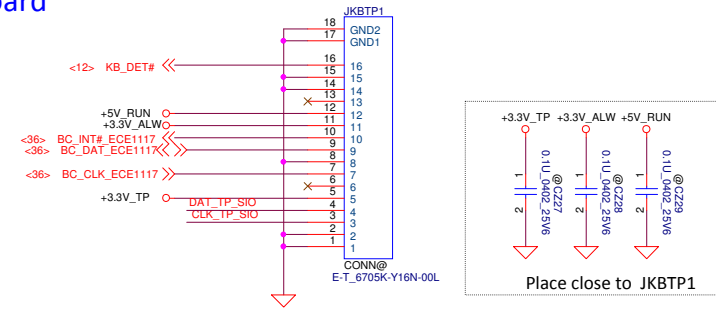 ard
JKBTP1
18 GND2
17 GND1
<12> KB_DET# 16 16
15 15
14 14
13 13
+5V_RUN 12 12
+3.3V_ALW 11 11
<36> BC_INT#_ECE1117 10 10
<36> BC_DAT_ECE1117 9 9
8 8
<36> BC_CLK_ECE1117 7 7
6 6
+3.3V_TP 5 5
DAT_TP_SIO 4 4
CLK_TP_SIO 3 3
2 2
1 1
CONN@
E-T_6705K-Y16N-00L
+3.3V_TP +3.3V_ALW +5V_RUN
1 2 0.1U_0402_25V6 @CZ27
1 2 0.1U_0402_25V6 @CZ28
1 2 0.1U_0402_25V6 @CZ29
Place close to JKBTP1